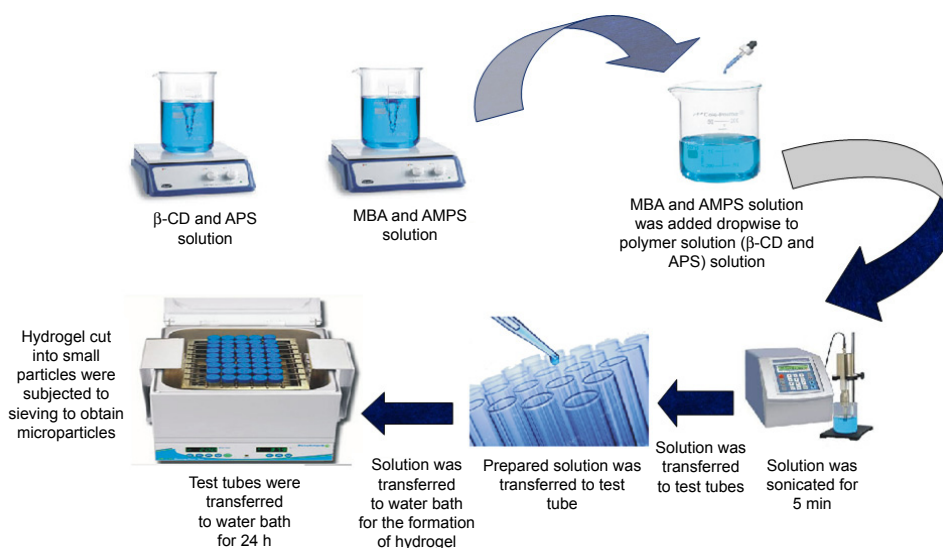 β-CD and APS
solution
MBA and AMPS
solution
MBA and AMPS solution
was added dropwise to
polymer solution (β-CD and
APS) solution
Solution was
sonicated for
5 min
Solution was
transferred
to test tubes
Prepared solution was
transferred to test
tube
Solution was
transferred
to water bath
for the formation
of hydrogel
Test tubes were
transferred
to water bath
for 24 h
Hydrogel cut
into small
particles were
subjected to
sieving to obtain
microparticles